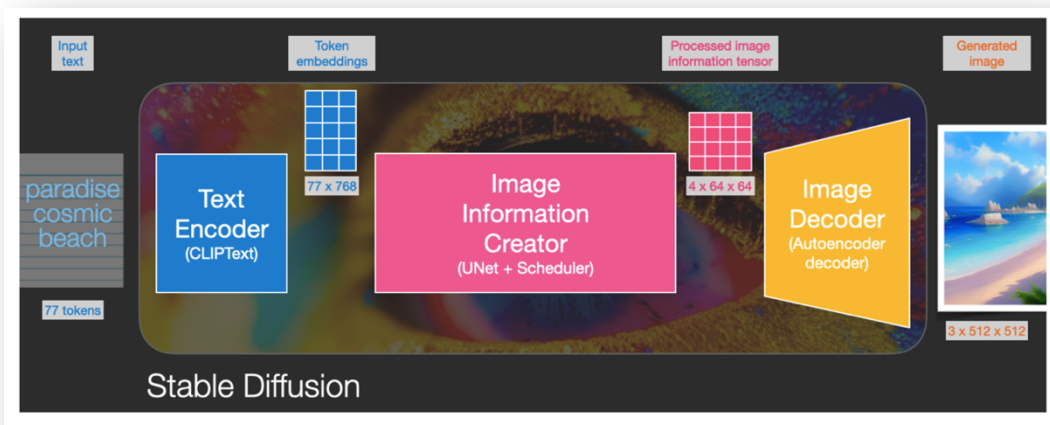 Input
text
Token
embeddings
Processed image
information tensor
Generated
image
paradise
cosmic
beach
77 tokens
Text
Encoder
(CLIPText)
77 x 768
Image
Information
Creator
(UNet + Scheduler)
4 x 64 x 64
Image
Decoder
(Autoencoder
decoder)
3 x 512 x 512
Stable Diffusion